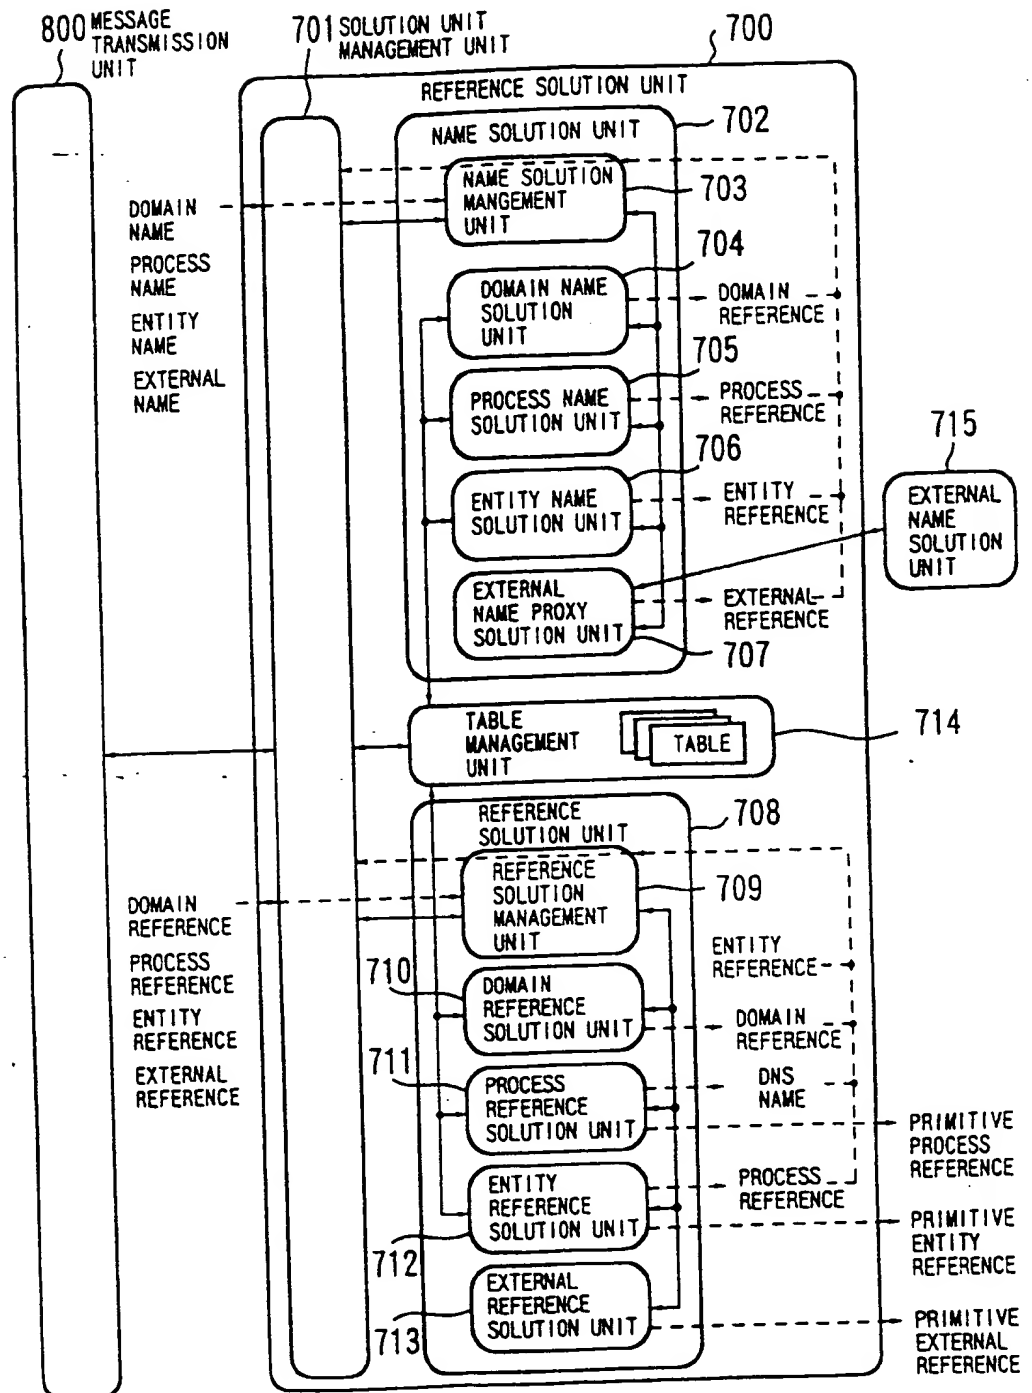 800 MESSAGE
TRANSMISSION
UNIT
701 SOLUTION UNIT
MANAGEMENT UNIT
700
REFERENCE SOLUTION UNIT
NAME SOLUTION UNIT
702
NAME SOLUTION
MANGEMENT
UNIT
703
DOMAIN
NAME
PROCESS
NAME
ENTITY
NAME
EXTERNAL
NAME
704
DOMAIN NAME
SOLUTION
UNIT
DOMAIN
REFERENCE
705
PROCESS NAME
SOLUTION UNIT
PROCESS
REFERENCE
706
ENTITY NAME
SOLUTION UNIT
ENTITY
REFERENCE
715
EXTERNAL
NAME
SOLUTION
UNIT
EXTERNAL
NAME PROXY
SOLUTION UNIT
EXTERNAL
REFERENCE
707
TABLE
MANAGEMENT
UNIT
TABLE
714
REFERENCE
SOLUTION UNIT
708
REFERENCE
SOLUTION
MANAGEMENT
UNIT
709
DOMAIN
REFERENCE
PROCESS
REFERENCE
ENTITY
REFERENCE
EXTERNAL
REFERENCE
ENTITY
REFERENCE
710
DOMAIN
REFERENCE
SOLUTION UNIT
DOMAIN
REFERENCE
711
PROCESS
REFERENCE
SOLUTION UNIT
DNS
NAME
PRIMITIVE
PROCESS
REFERENCE
ENTITY
REFERENCE
SOLUTION UNIT
712
PROCESS
REFERENCE
PRIMITIVE
ENTITY
REFERENCE
EXTERNAL
REFERENCE
SOLUTION UNIT
713
PRIMITIVE
EXTERNAL
REFERENCE